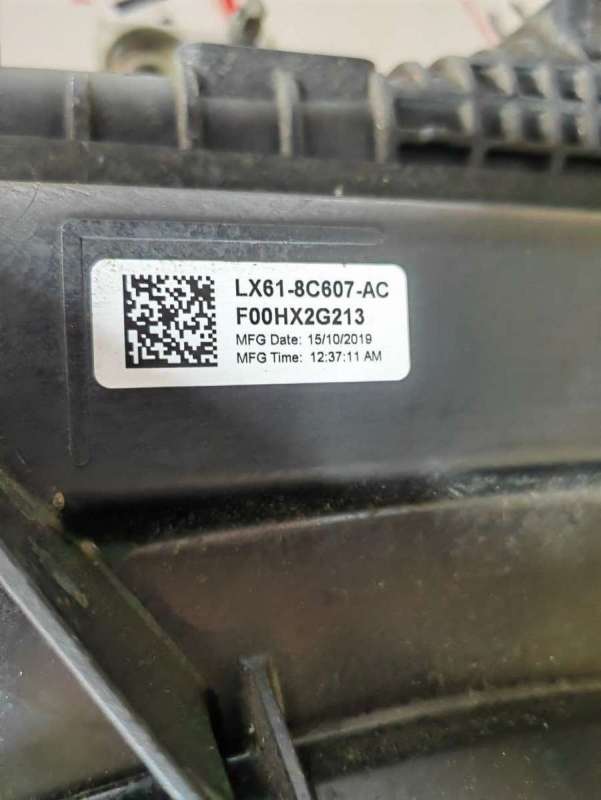 LX61-8C607-AC
F00HX2G213
MFG Date: 15/10/2019
MFG Time: 12:37:11 AM